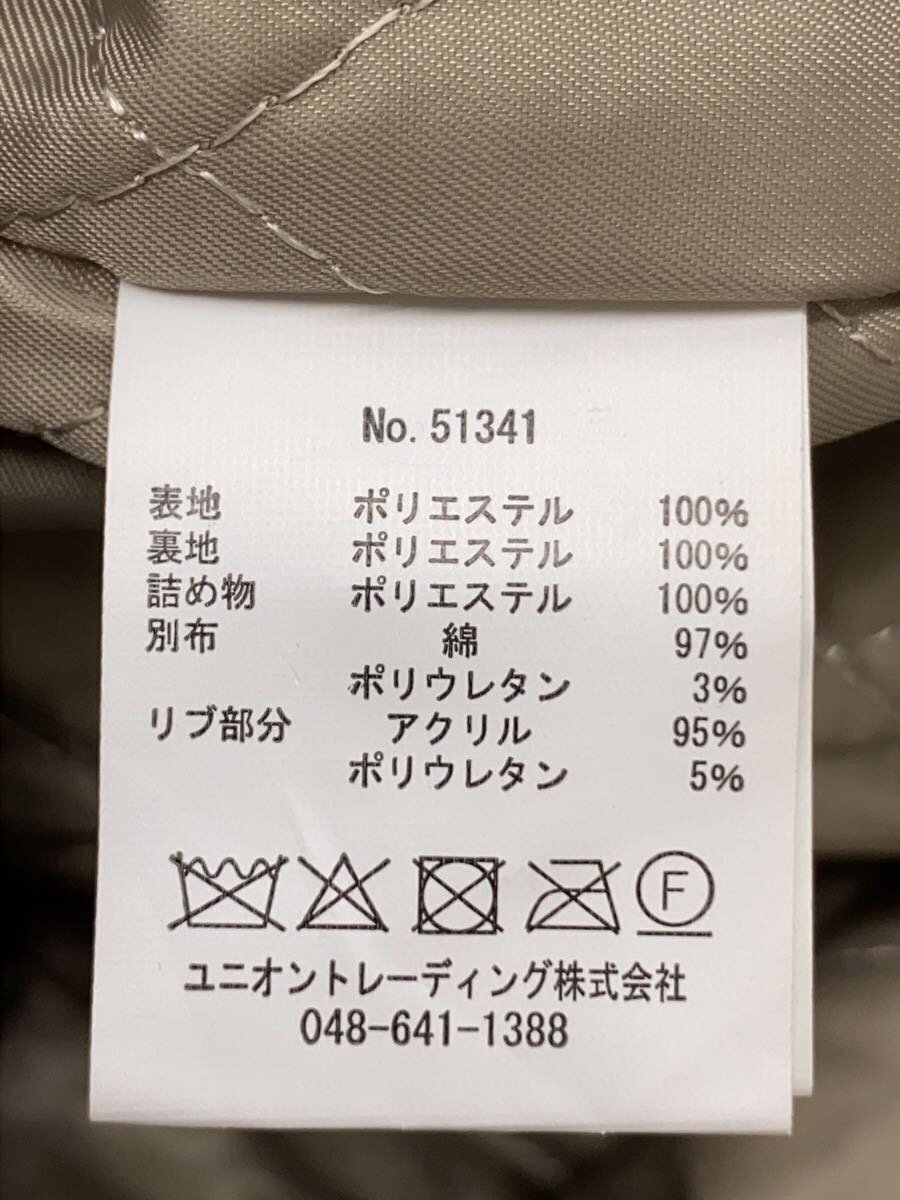 No. 51341
表地 ポリエステル 100%
裏地 ポリエステル 100%
詰め物 ポリエステル 100%
別布 綿 97%
ポリウレタン 3%
リブ部分 アクリル 95%
ポリウレタン 5%
F
ユニオントレーディング株式会社
048-641-1388